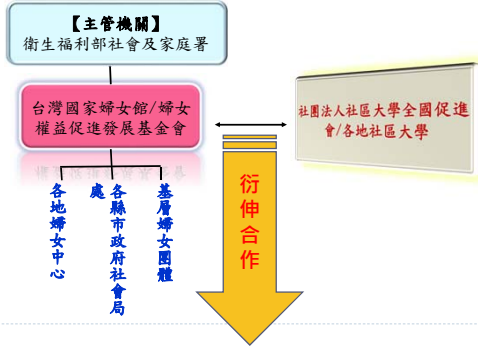 【主管機關】
衛生福利部社會及家庭署
台灣國家婦女館/婦女
權益促進發展基金會
社團法人社區大學全國促進
會/各地社區大學
各地婦女中心
各縣市政府社會局
處
基層婦女團體
衍伸合作